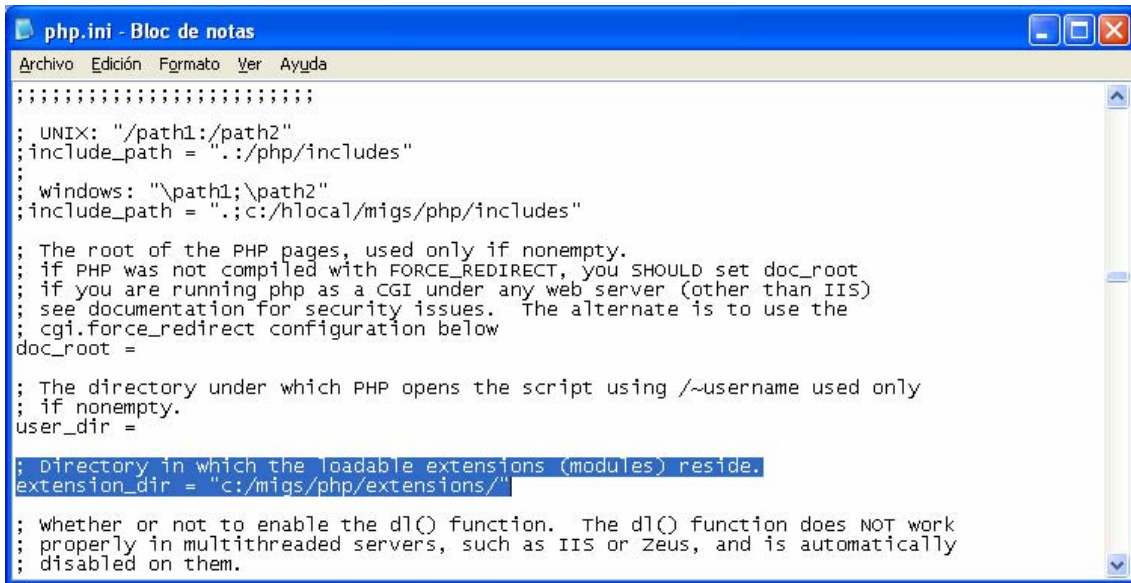 php.ini - Bloc de notas
Archivo Edición Formato Ver Ayuda
;;;;;;;;;;;;;;;;;;;;;;;;;
; UNIX: "/path1:/path2"
;include_path = ".:/php/includes"
;
; Windows: "\path1;\path2"
;include_path = ".;c:/hlocal/migs/php/includes"
; The root of the PHP pages, used only if nonempty.
; if PHP was not compiled with FORCE_REDIRECT, you SHOULD set doc_root
; if you are running php as a CGI under any web server (other than IIS)
; see documentation for security issues.  The alternate is to use the
; cgi.force_redirect configuration below
doc_root =
; The directory under which PHP opens the script using /~username used only
; if nonempty.
user_dir =
; Directory in which the loadable extensions (modules) reside.
extension_dir = "c:/migs/php/extensions/"
; Whether or not to enable the dl() function.  The dl() function does NOT work
; properly in multithreaded servers, such as IIS or Zeus, and is automatically
; disabled on them.